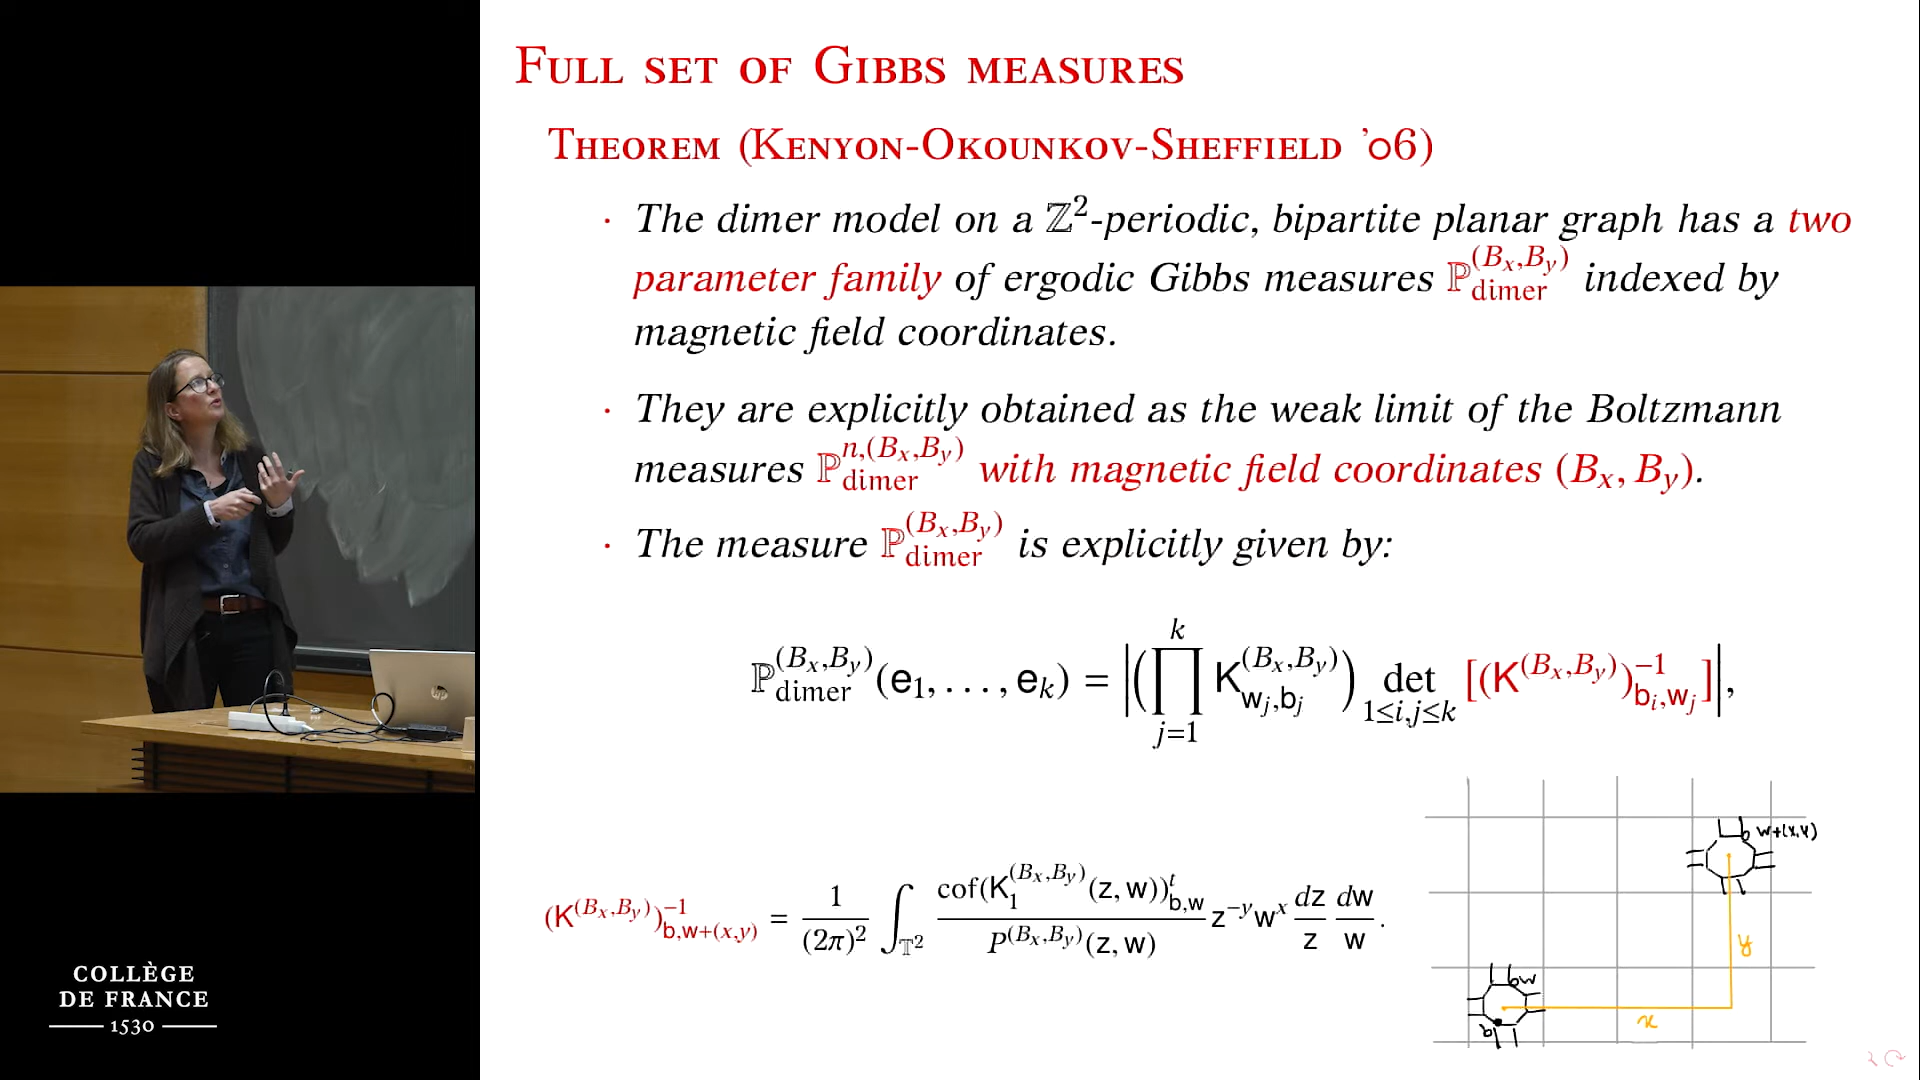 FULL SET OF GIBBS MEASURES
THEOREM (KENYON-OKOUNKOV-SHEFFIELD '06)
· The dimer model on a ℤ²-periodic, bipartite planar graph has a two
parameter family of ergodic Gibbs measures ℙ_dimer^(B_x,B_y) indexed by
magnetic field coordinates.
· They are explicitly obtained as the weak limit of the Boltzmann
measures ℙ_dimer^{n,(B_x,B_y)} with magnetic field coordinates (B_x, B_y).
· The measure ℙ_dimer^(B_x,B_y) is explicitly given by:
ℙ_dimer^(B_x,B_y)(e_1, ..., e_k) = |(∏_{j=1}^{k} K^(B_x,B_y)_{w_j,b_j}) det_{1≤i,j≤k} [(K^(B_x,B_y))^{-1}_{b_i,w_j}]|,
(K^(B_x,B_y))^{-1}_{b,w+(x,y)} = 1/(2π)² ∫_{𝕋²} cof(K_1^(B_x,B_y)(z,w))^t_{b,w} / P^(B_x,B_y)(z,w) z^{-y} w^x dz/z dw/w.
w+(x,y)
y
w
b
x
COLLÈGE
DE FRANCE
1530
hp